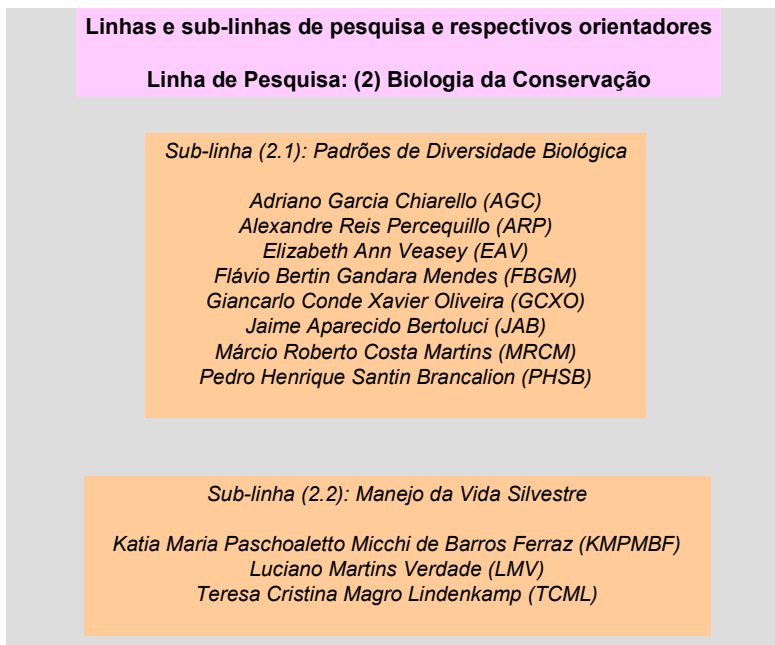 Linhas e sub-linhas de pesquisa e respectivos orientadores
Linha de Pesquisa: (2) Biologia da Conservação
Sub-linha (2.1): Padrões de Diversidade Biológica
Adriano Garcia Chiarello (AGC)
Alexandre Reis Percequillo (ARP)
Elizabeth Ann Veasey (EAV)
Flávio Bertin Gandara Mendes (FBGM)
Giancarlo Conde Xavier Oliveira (GCXO)
Jaime Aparecido Bertoluci (JAB)
Márcio Roberto Costa Martins (MRCM)
Pedro Henrique Santin Brancalion (PHSB)
Sub-linha (2.2): Manejo da Vida Silvestre
Katia Maria Paschoaletto Micchi de Barros Ferraz (KMPMBF)
Luciano Martins Verdade (LMV)
Teresa Cristina Magro Lindenkamp (TCML)